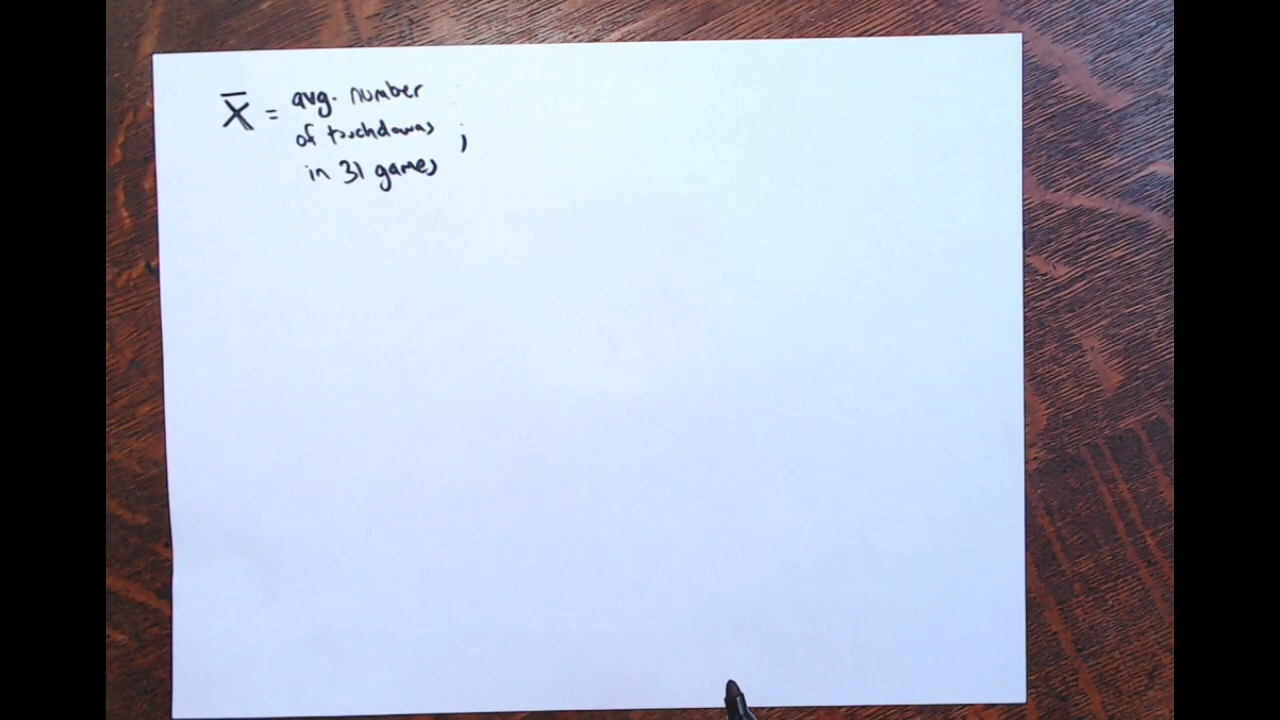 X̄ = avg. number
of touchdowns ;
in 31 games